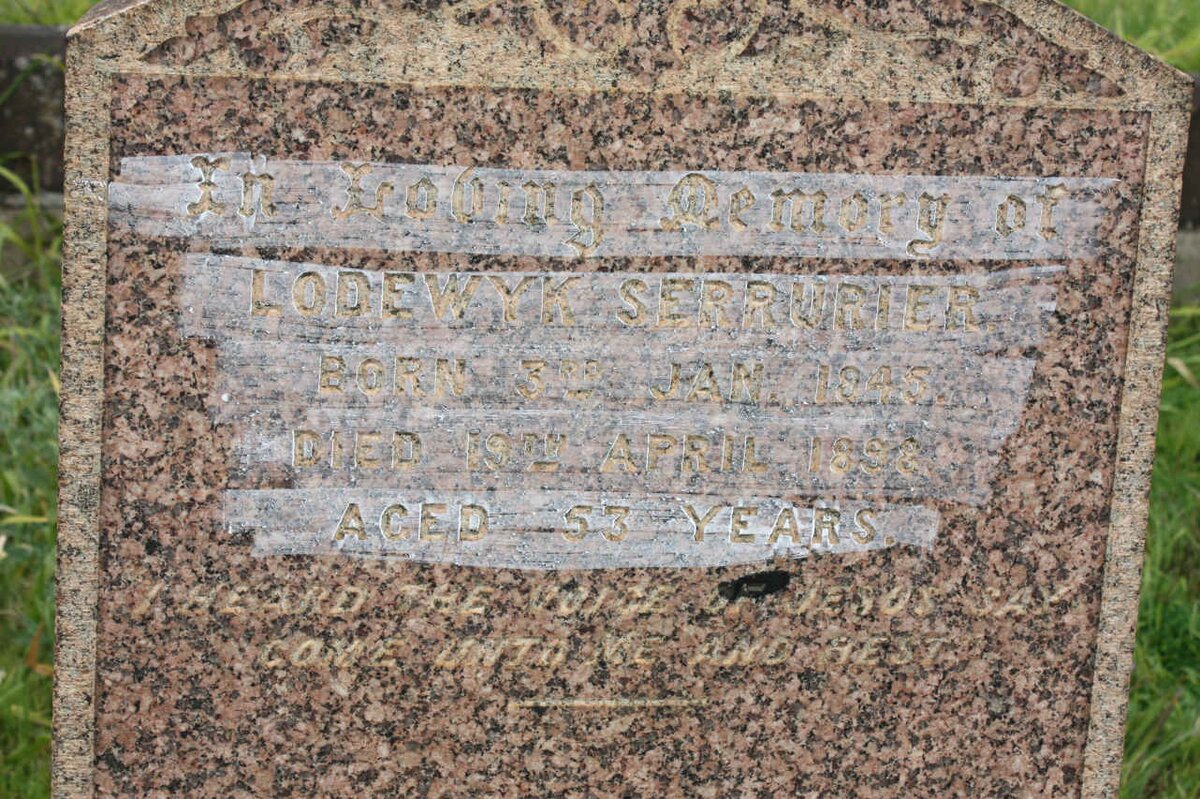 In Loving Memory of
LODEWYK SERRURIER.
BORN 3RD JAN. 1845.
DIED 19TH APRIL 1898
AGED 53 YEARS.
I HEARD THE VOICE OF JESUS SAY
COME UNTO ME AND REST